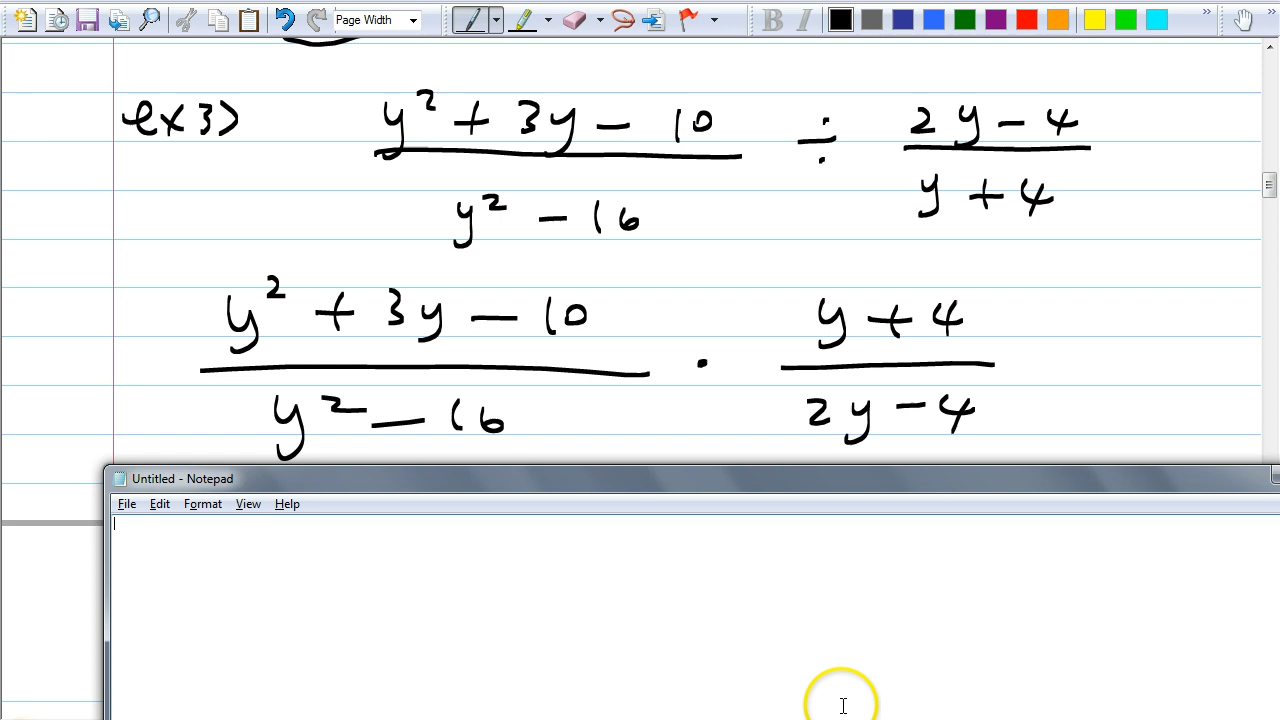 Page Width
B I
ex 3) y² + 3y - 10 ÷ 2y - 4
y² - 16 y + 4
y² + 3y - 10 · y + 4
y² - 16 2y - 4
Untitled - Notepad
File Edit Format View Help